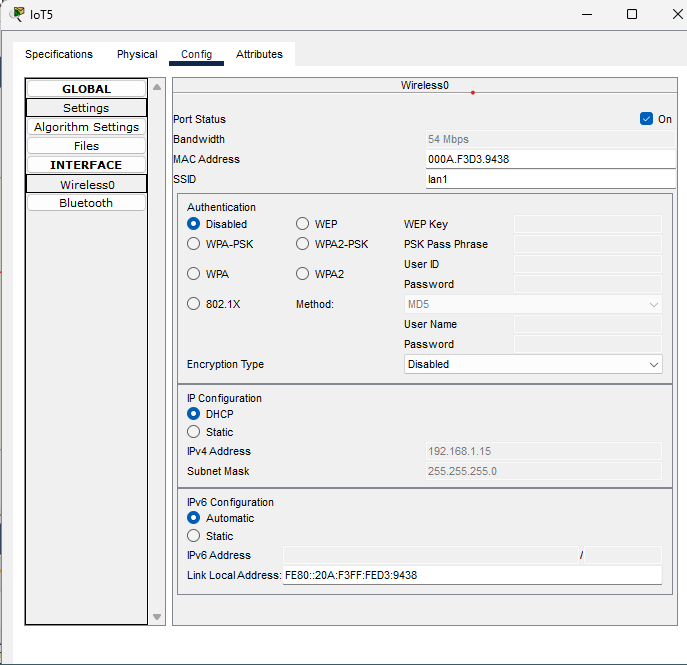 IoT5
Specifications Physical Config Attributes
GLOBAL
Settings
Algorithm Settings
Files
INTERFACE
Wireless0
Bluetooth
Wireless0
Port Status On
Bandwidth 54 Mbps
MAC Address 000A.F3D3.9438
SSID lan1
Authentication
Disabled WEP WEP Key
WPA-PSK WPA2-PSK PSK Pass Phrase
User ID
WPA WPA2
Password
802.1X Method: MD5
User Name
Password
Encryption Type Disabled
IP Configuration
DHCP
Static
IPv4 Address 192.168.1.15
Subnet Mask 255.255.255.0
IPv6 Configuration
Automatic
Static
IPv6 Address /
Link Local Address: FE80::20A:F3FF:FED3:9438